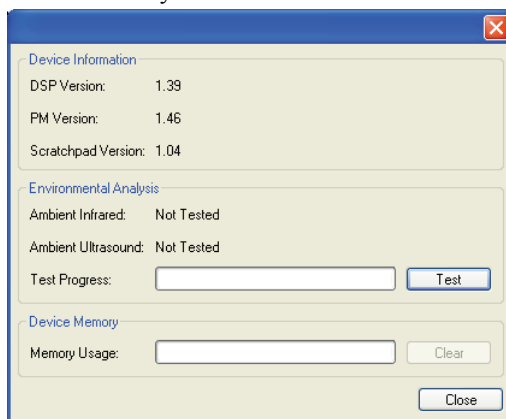 Device Information
DSP Version: 1.39
PM Version: 1.46
Scratchpad Version: 1.04
Environmental Analysis
Ambient Infrared: Not Tested
Ambient Ultrasound: Not Tested
Test Progress: Test
Device Memory
Memory Usage: Clear
Close